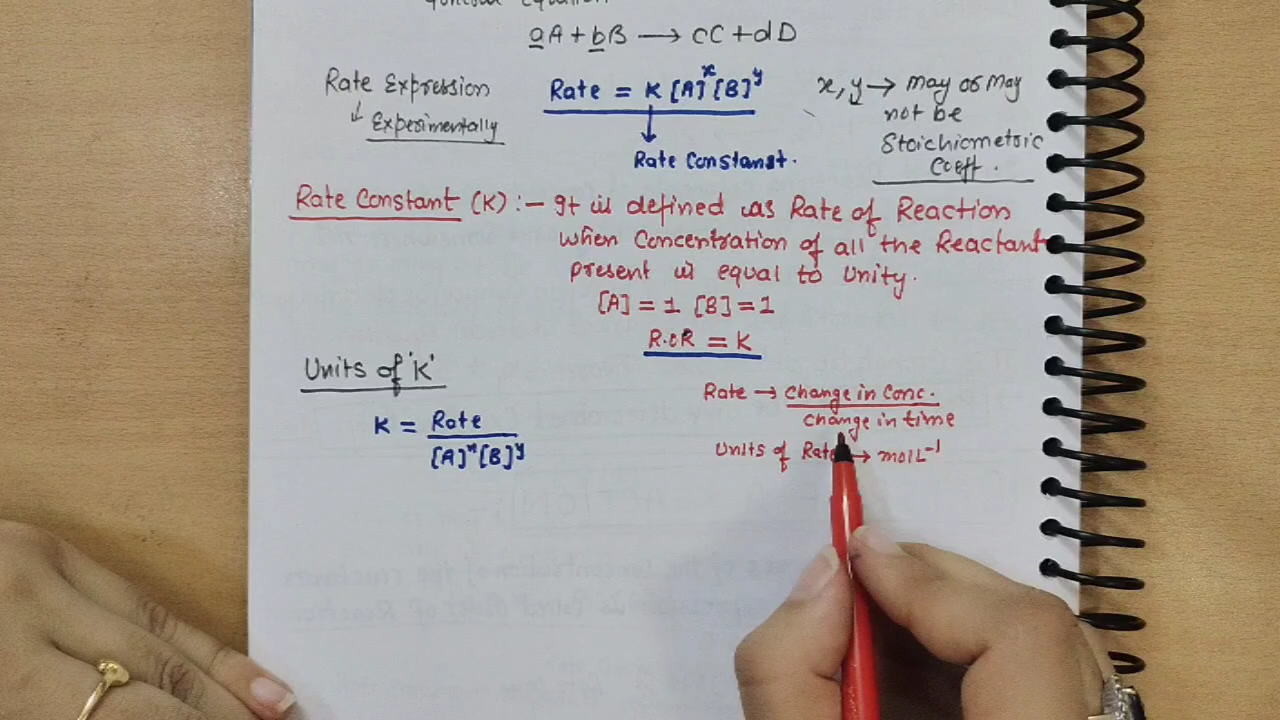 Equation
aA + bB → cC + dD
Rate Expression
↳ Experimentally
Rate = K [A]ˣ [B]ʸ
Rate Constant.
x, y → may or may
not be
Stoichiometric
Coeff.
Rate Constant (K) :- It is defined as Rate of Reaction
when Concentration of all the Reactant
present is equal to Unity.
[A] = 1 [B] = 1
R.O.R = K
Units of 'K'
K = Rate
[A]ˣ [B]ʸ
Rate → Change in Conc.
Change in time
Units of Rate → mol L⁻¹